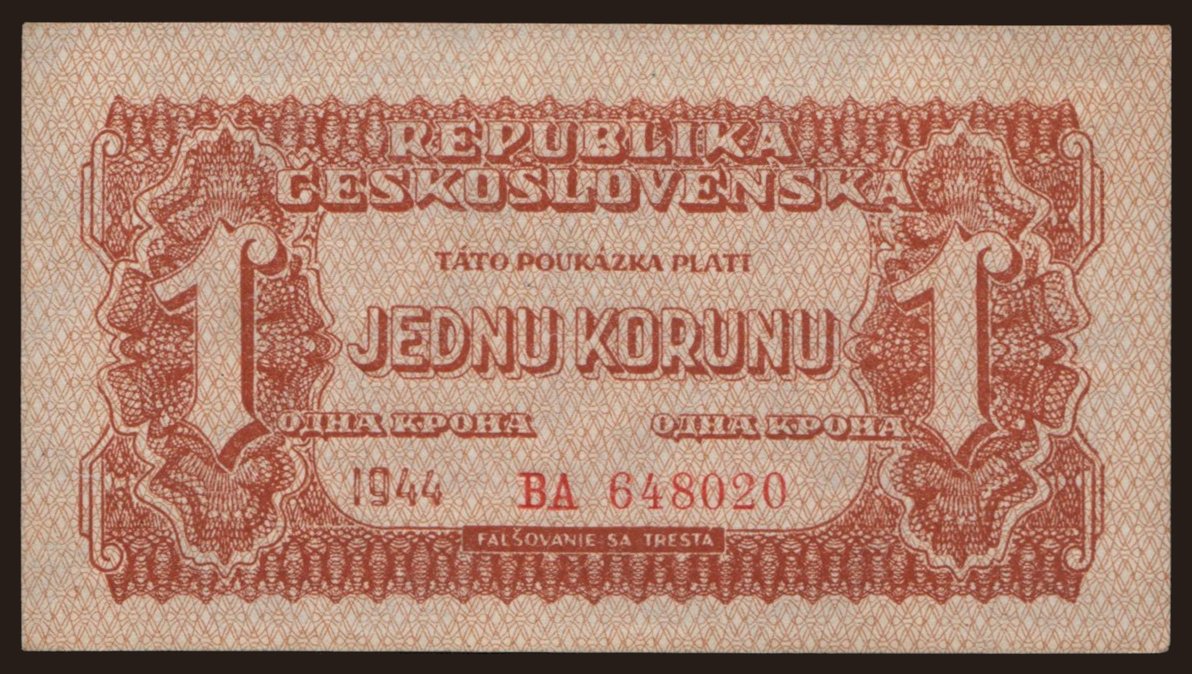 REPUBLIKA
ČESKOSLOVENSKÁ
TÁTO POUKÁZKA PLATÍ
1 JEDNU KORUNU 1
ОДНА КРОНА ОДНА КРОНА
1944 BA 648020
FALŠOVANIE SA TRESTÁ